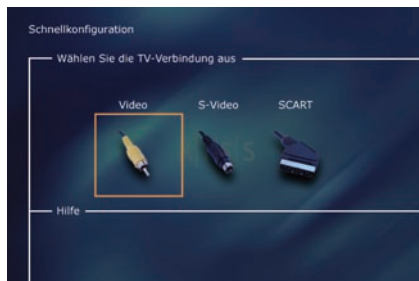 Schnellkonfiguration
Wählen Sie die TV-Verbindung aus
Video S-Video SCART
Hilfe